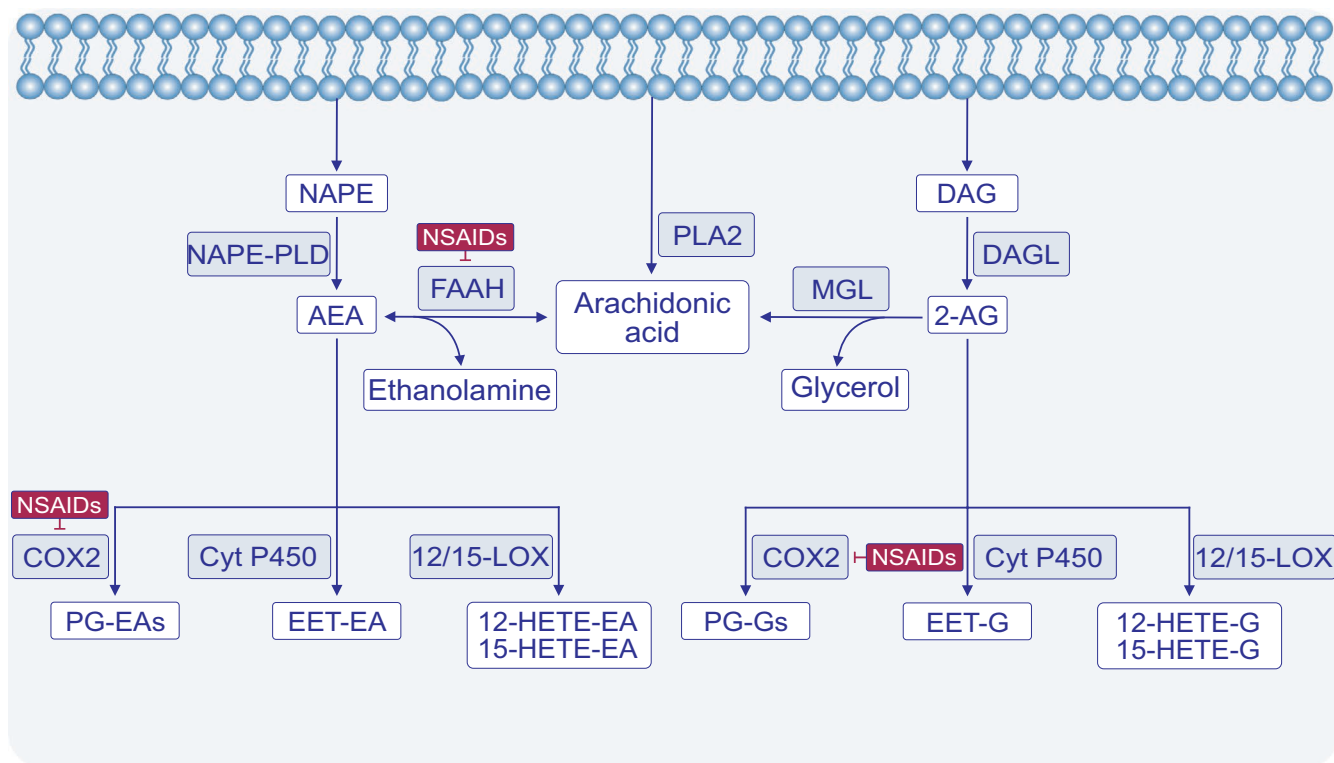 NAPE
DAG
NSAIDs
PLA2
NAPE-PLD
DAGL
FAAH
MGL
AEA
Arachidonic
acid
2-AG
Ethanolamine
Glycerol
NSAIDs
COX2
Cyt P450
12/15-LOX
COX2
NSAIDs
Cyt P450
12/15-LOX
PG-EAs
EET-EA
12-HETE-EA
15-HETE-EA
PG-Gs
EET-G
12-HETE-G
15-HETE-G